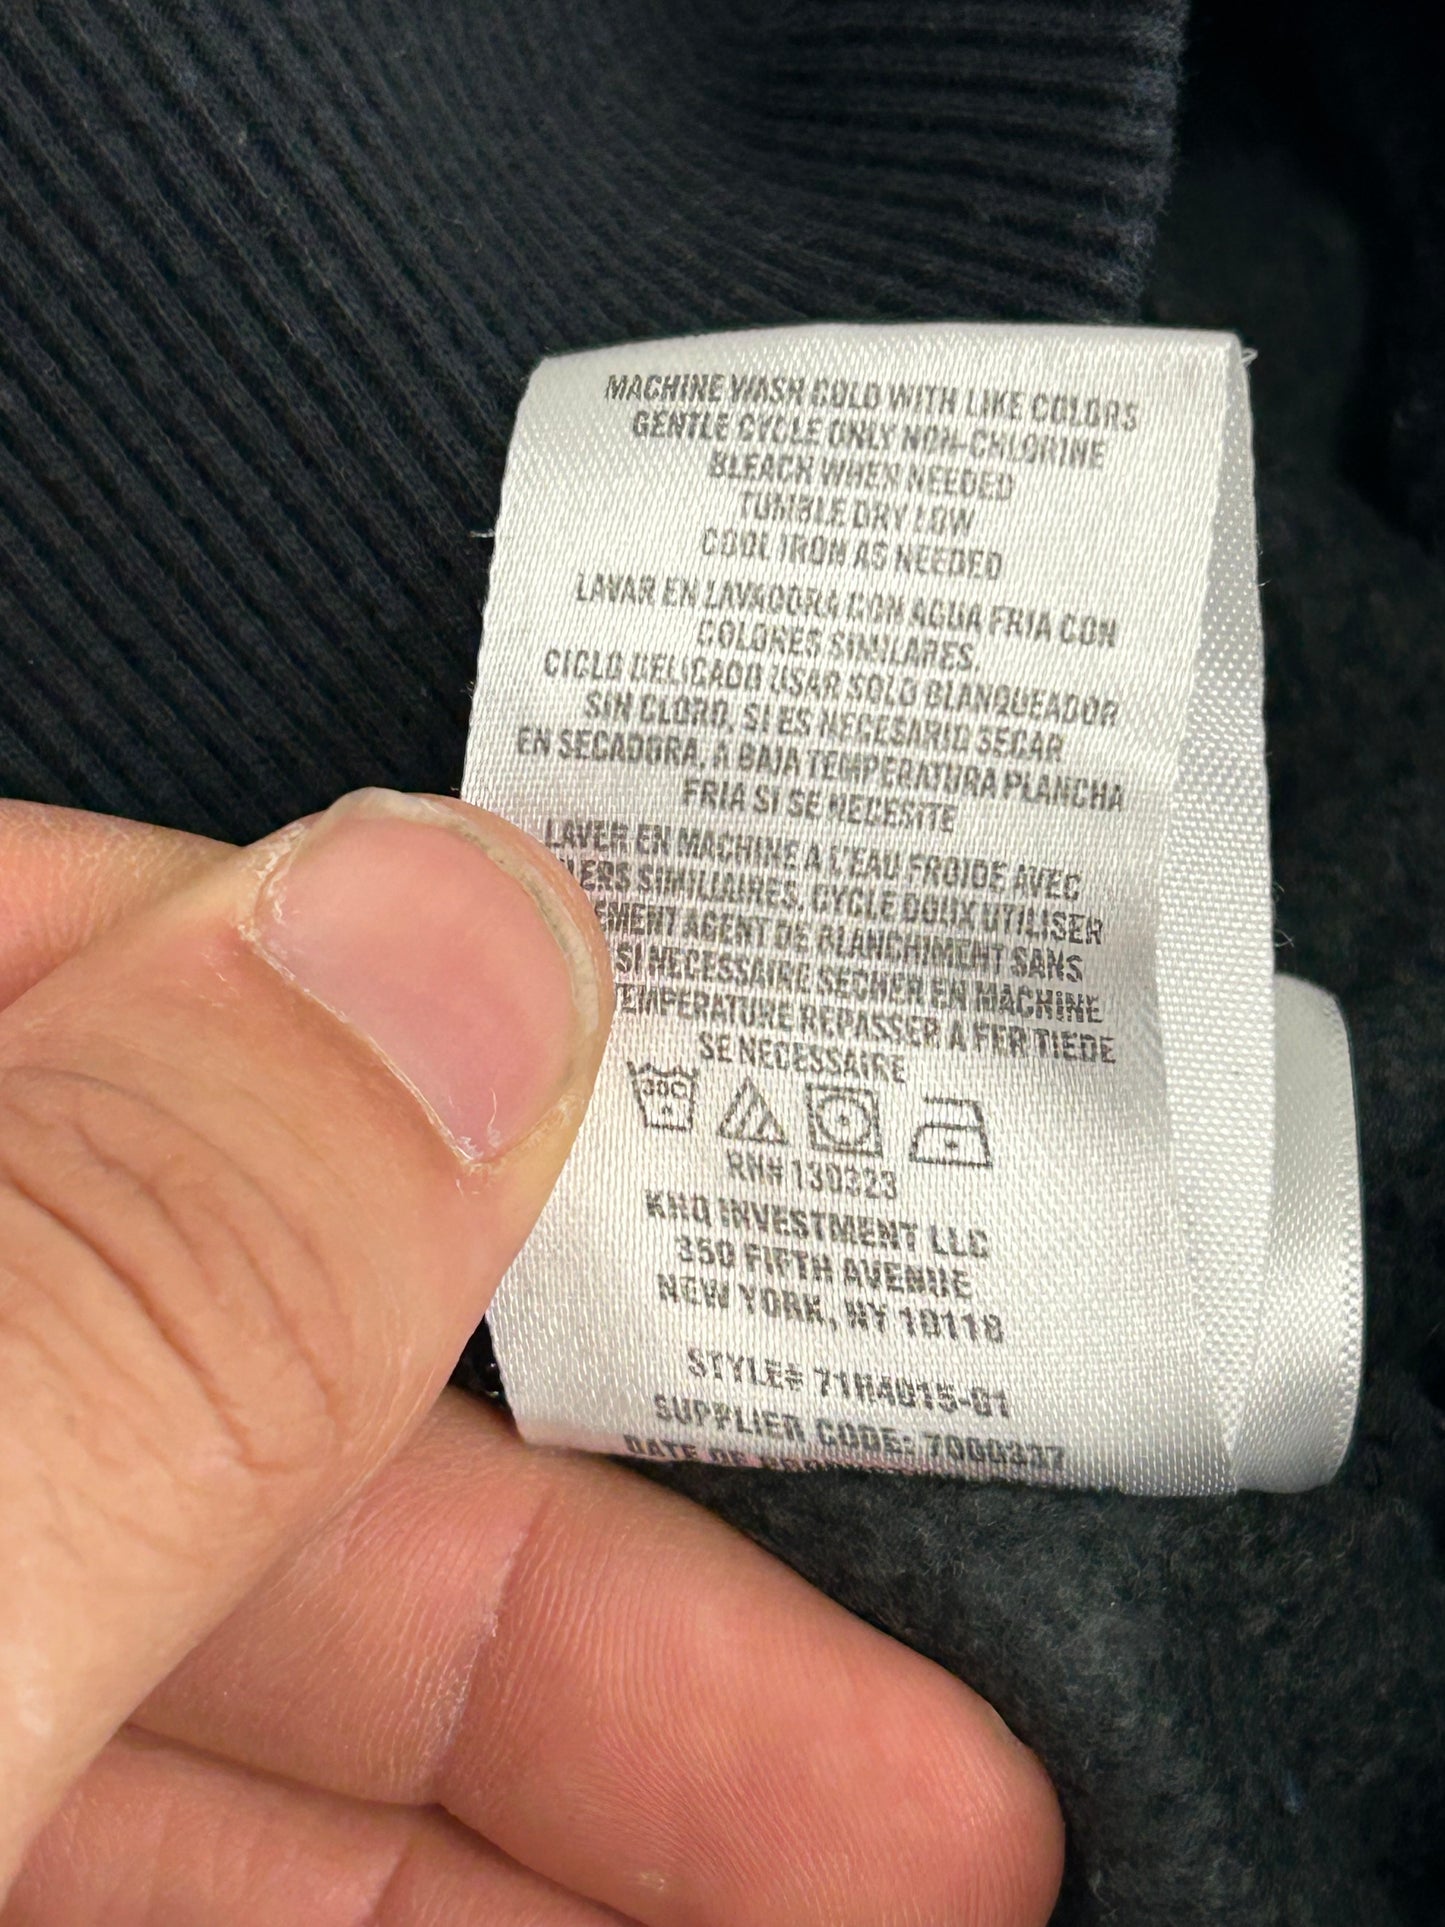 MACHINE WASH COLD WITH LIKE COLORS
GENTLE CYCLE ONLY NON-CHLORINE
BLEACH WHEN NEEDED
TUMBLE DRY LOW
COOL IRON AS NEEDED
LAVAR EN LAVADORA CON AGUA FRIA CON
COLORES SIMILARES.
CICLO DELICADO USAR SOLO BLANQUEADOR
SIN CLORO, SI ES NECESARIO SECAR
EN SECADORA, A BAJA TEMPERATURA PLANCHA
FRIA SI SE NECESITE
LAVER EN MACHINE A L'EAU FROIDE AVEC
SIMILIAIRES, CYCLE DOUX UTILISER
AGENT DE BLANCHIMENT SANS
SI NECESSAIRE SECHER EN MACHINE
TEMPERATURE REPASSER A FER TIEDE
SE NECESSAIRE
RN# 130323
KHQ INVESTMENT LLC
350 FIFTH AVENUE
NEW YORK, NY 10118
STYLE# 71H4015-01
SUPPLIER CODE: 7000337
DATE OF